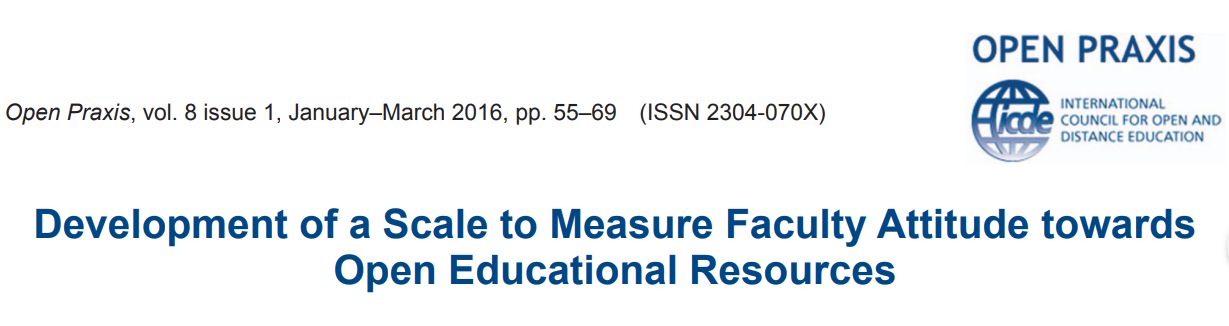 OPEN PRAXIS
Open Praxis, vol. 8 issue 1, January–March 2016, pp. 55–69 (ISSN 2304-070X)
icde
INTERNATIONAL
COUNCIL FOR OPEN AND
DISTANCE EDUCATION
Development of a Scale to Measure Faculty Attitude towards
Open Educational Resources